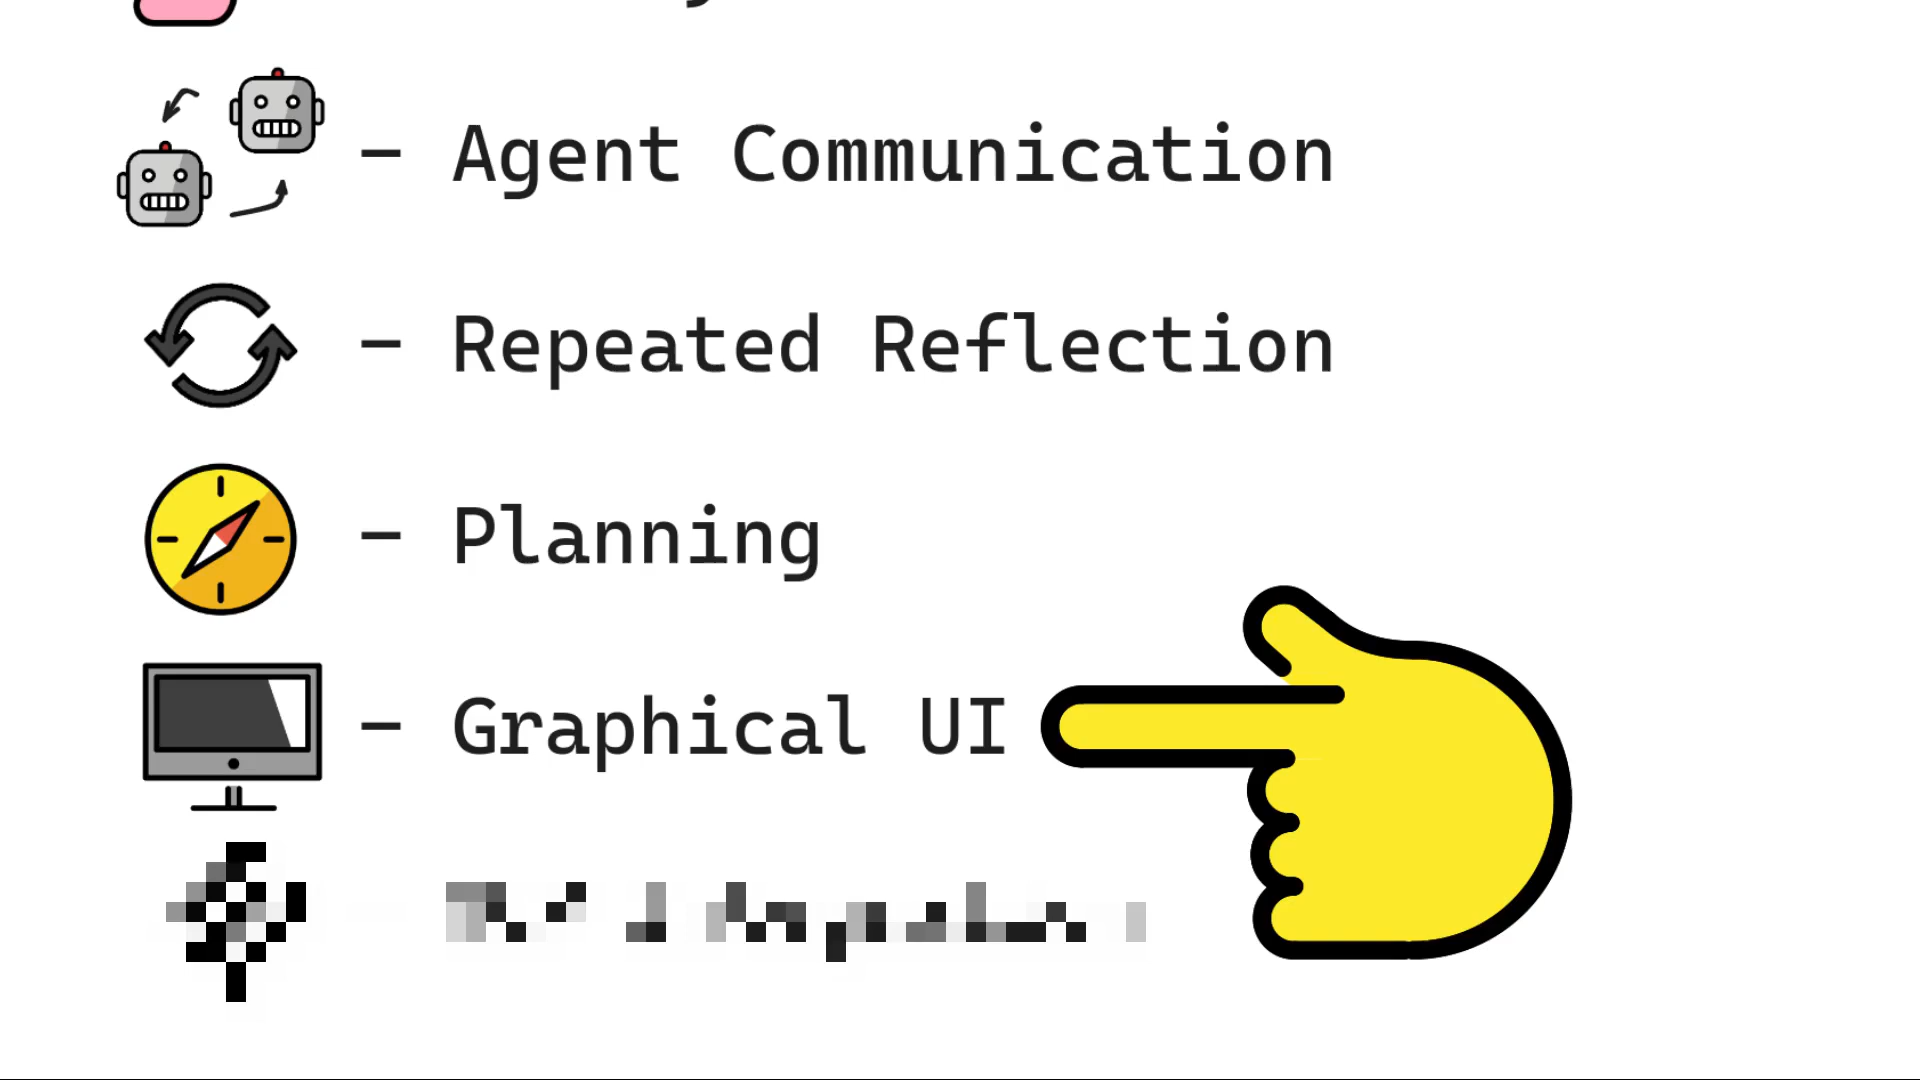 - Agent Communication
- Repeated Reflection
- Planning
- Graphical UI